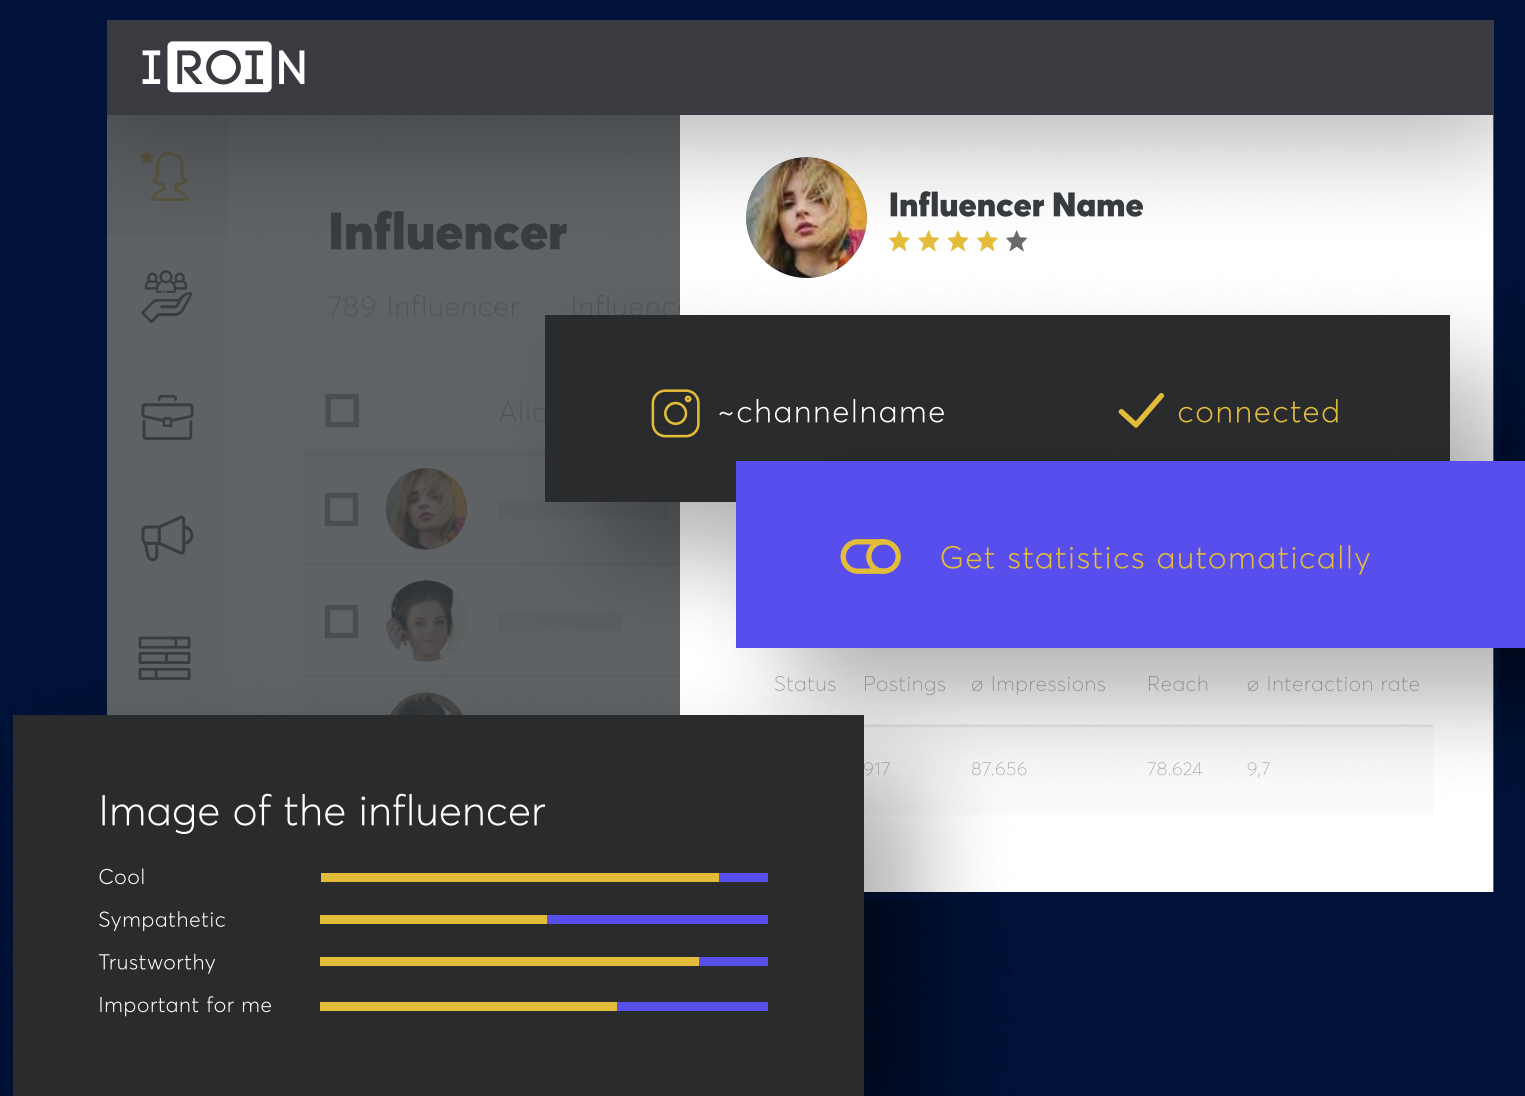 IROIN
Influencer
789 Influencer
Influenc
Alic
Influencer Name
~channelname
connected
Get statistics automatically
Status Postings ø Impressions Reach ø Interaction rate
917 87.656 78.624 9,7
Image of the influencer
Cool
Sympathetic
Trustworthy
Important for me